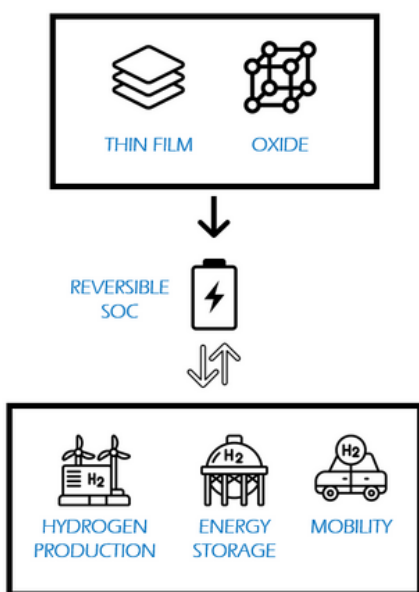 THIN FILM OXIDE
REVERSIBLE
SOC
H₂ H₂ H₂
HYDROGEN ENERGY MOBILITY
PRODUCTION STORAGE